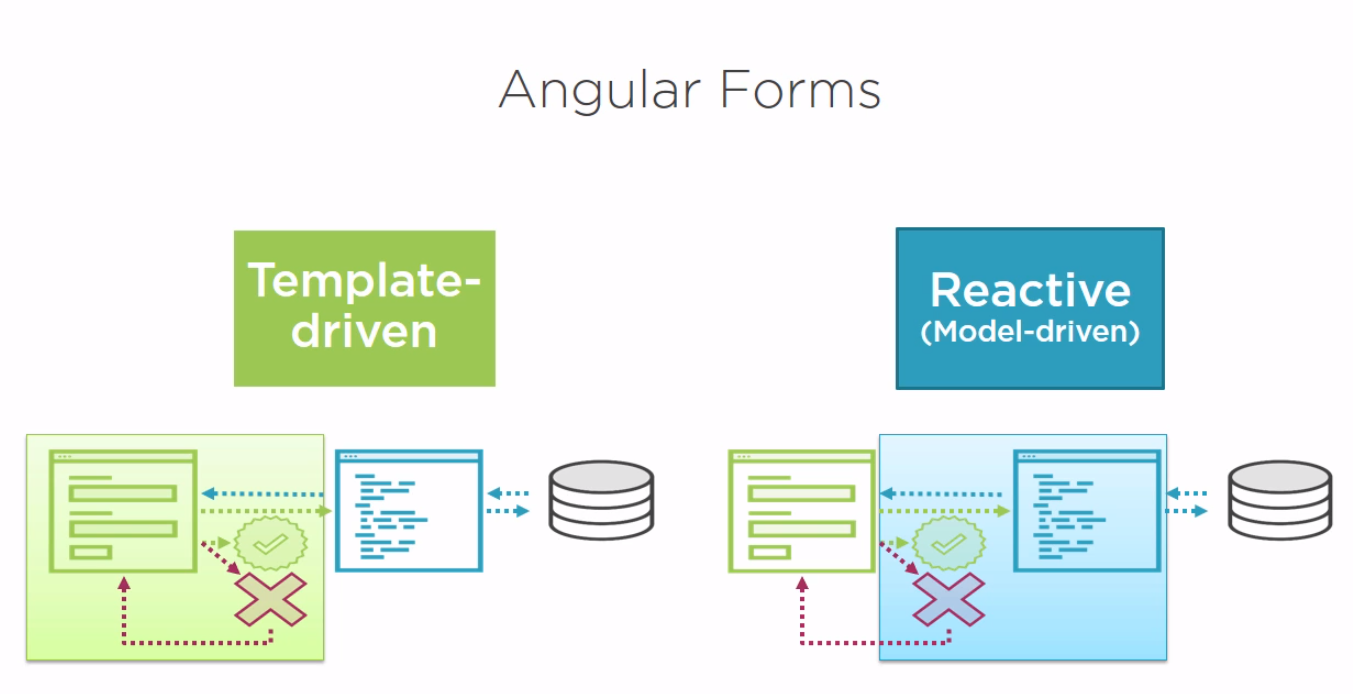 Angular Forms
Template-
driven
Reactive
(Model-driven)